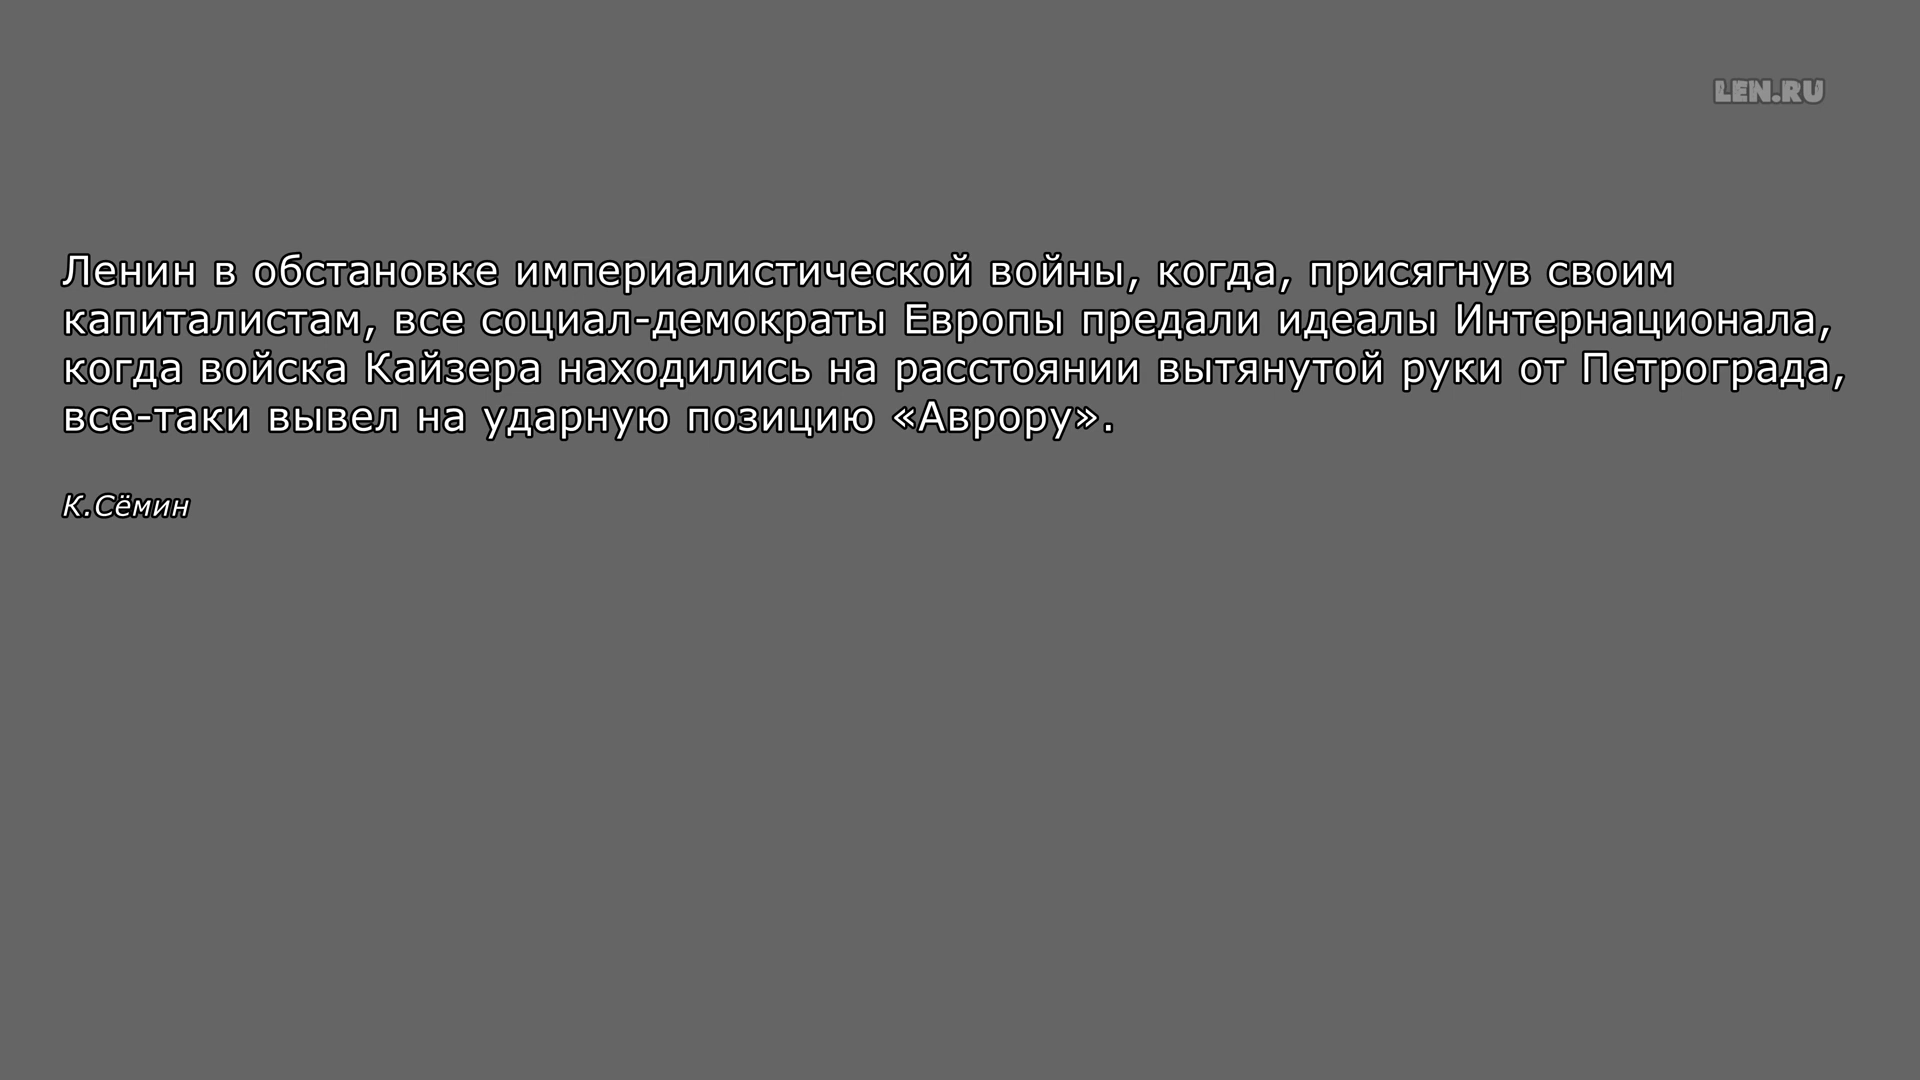 LEN.RU
Ленин в обстановке империалистической войны, когда, присягнув своим
капиталистам, все социал-демократы Европы предали идеалы Интернационала,
когда войска Кайзера находились на расстоянии вытянутой руки от Петрограда,
все-таки вывел на ударную позицию «Аврору».
К.Сёмин